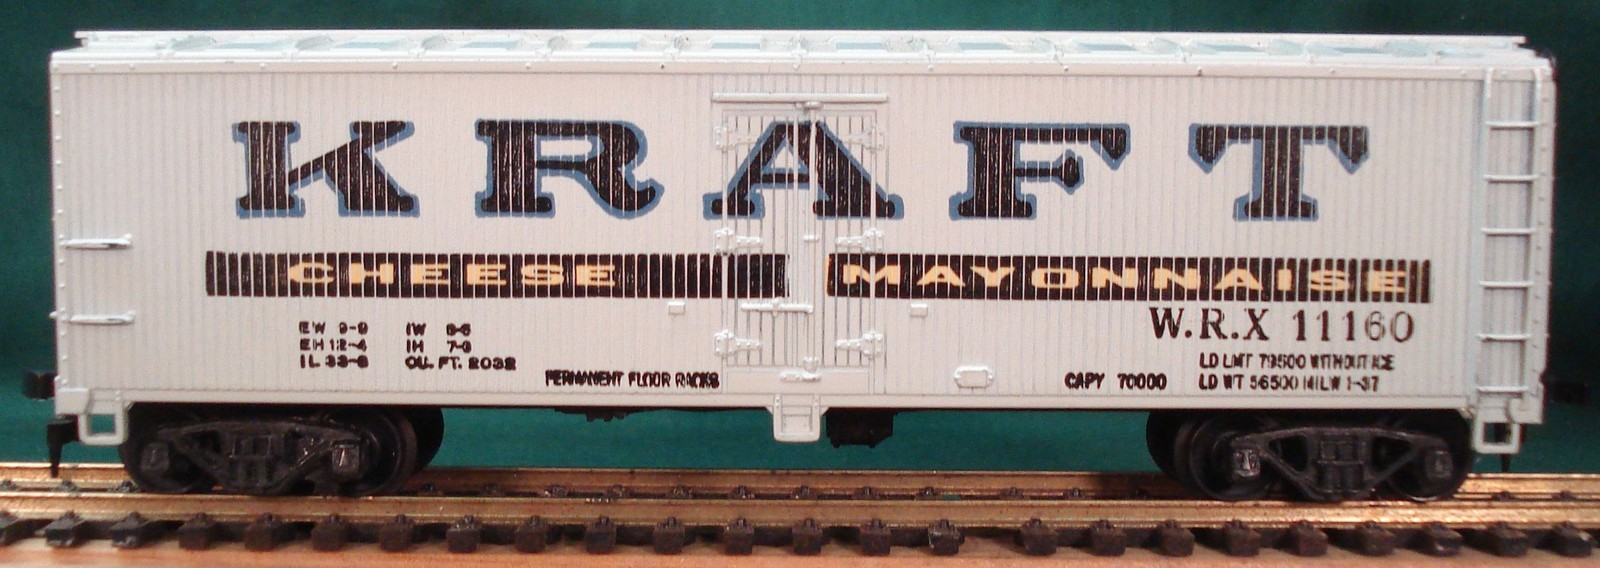 KRAFT
CHEESE MAYONNAISE
W.R.X 11160
EW 9-9 IW 8-6
EH 12-4 IH 7-6
IL 33-8 CU. FT. 2032
PERMANENT FLOOR RACKS
CAPY 70000
LD LMT 79500 WITHOUT ICE
LD WT 56500 MILW 1-37